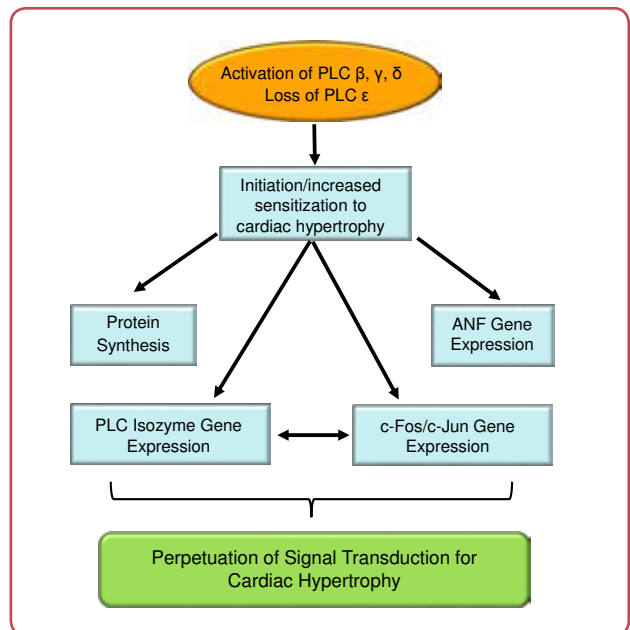 Activation of PLC β, γ, δ
Loss of PLC ε
Initiation/increased
sensitization to
cardiac hypertrophy
Protein
Synthesis
ANF Gene
Expression
PLC Isozyme Gene
Expression
c-Fos/c-Jun Gene
Expression
Perpetuation of Signal Transduction for
Cardiac Hypertrophy